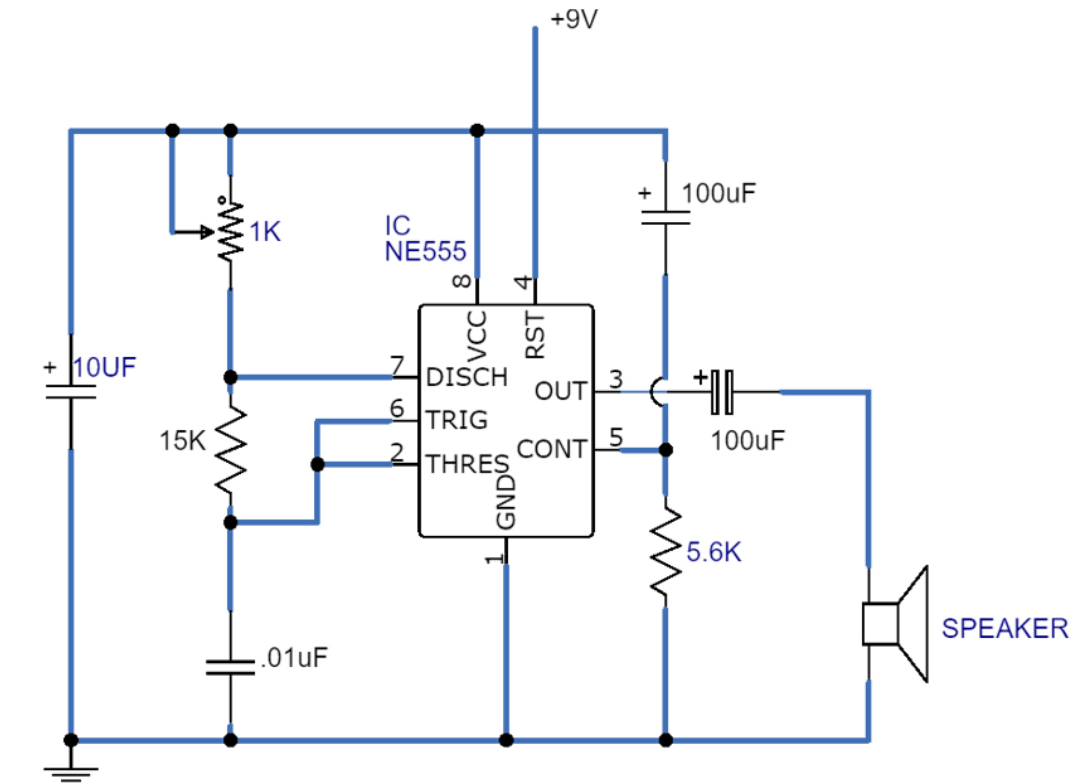 +9V
+ 100uF
1K
IC
NE555
8
4
VCC
RST
+ 10UF
7
DISCH
OUT
3
+
6
TRIG
15K
100uF
2
THRES
CONT
5
GND
1
5.6K
SPEAKER
.01uF